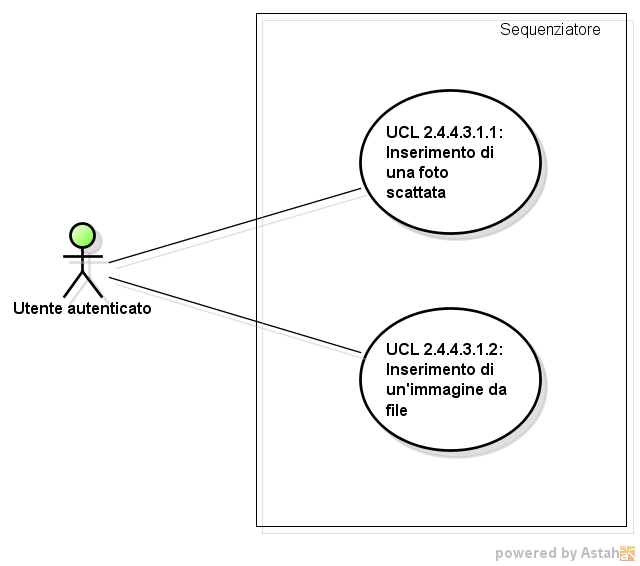 Sequenziatore
UCL 2.4.4.3.1.1:
Inserimento di
una foto
scattata
Utente autenticato
UCL 2.4.4.3.1.2:
Inserimento di
un'immagine da
file
powered by Astah